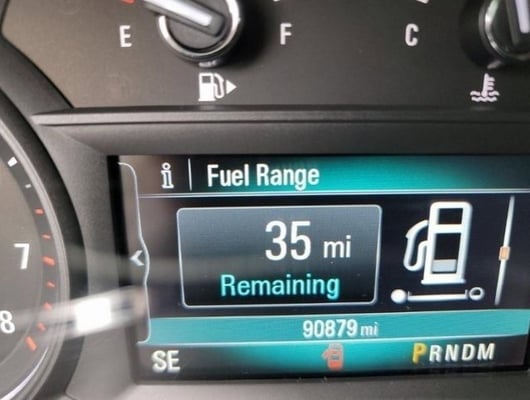 E F C
Fuel Range
35 mi
Remaining
7
90879 mi
8
SE PRNDM